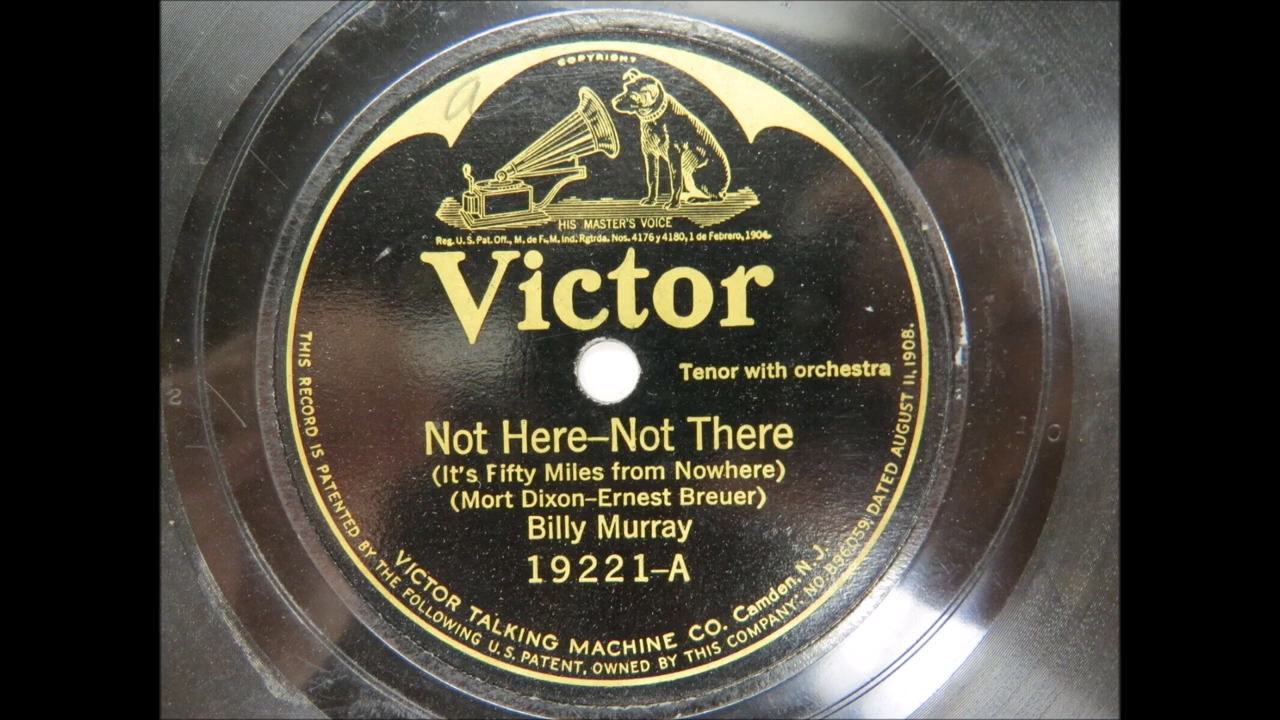 a
COPYRIGHT
HIS MASTER'S VOICE
Reg. U.S. Pat. Off., M. de F., M. Ind. Rgtrda. Nos. 4176 y 4180, 1 de Febrero, 1904.
Victor
Tenor with orchestra
Not Here–Not There
(It's Fifty Miles from Nowhere)
(Mort Dixon–Ernest Breuer)
Billy Murray
19221–A
VICTOR TALKING MACHINE CO. Camden, N.J.
THIS RECORD IS PATENTED BY THE FOLLOWING U.S. PATENT, OWNED BY THIS COMPANY: NO. 896059, DATED AUGUST 11, 1908.
2